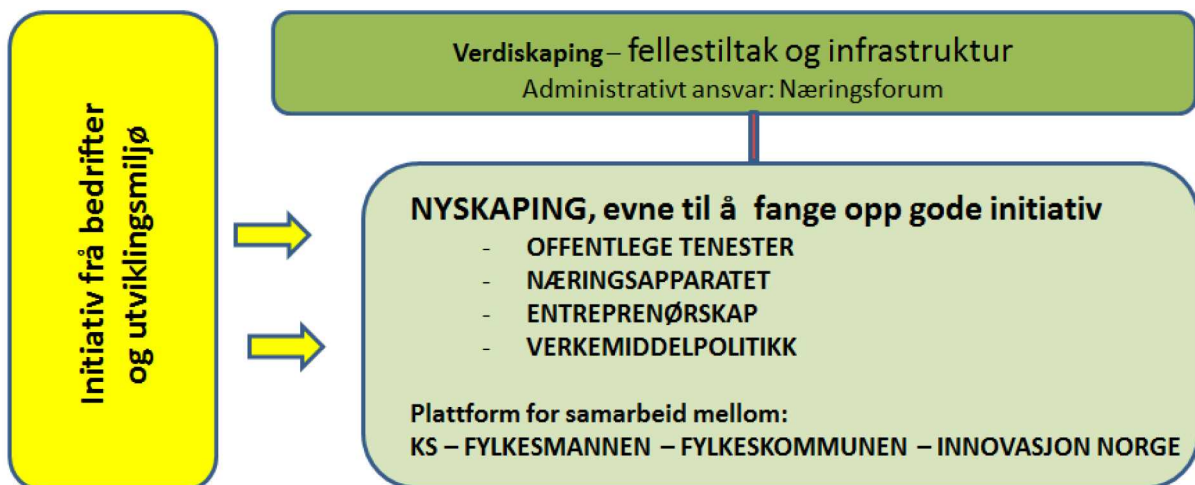 Initiativ frå bedrifter
og utviklingsmiljø
Verdiskaping – fellestiltak og infrastruktur
Administrativt ansvar: Næringsforum
NYSKAPING, evne til å fange opp gode initiativ
- OFFENTLEGE TENESTER
- NÆRINGSAPPARATET
- ENTREPRENØRSKAP
- VERKEMIDDELPOLITIKK
Plattform for samarbeid mellom:
KS – FYLKESMANNEN – FYLKESKOMMUNEN – INNOVASJON NORGE